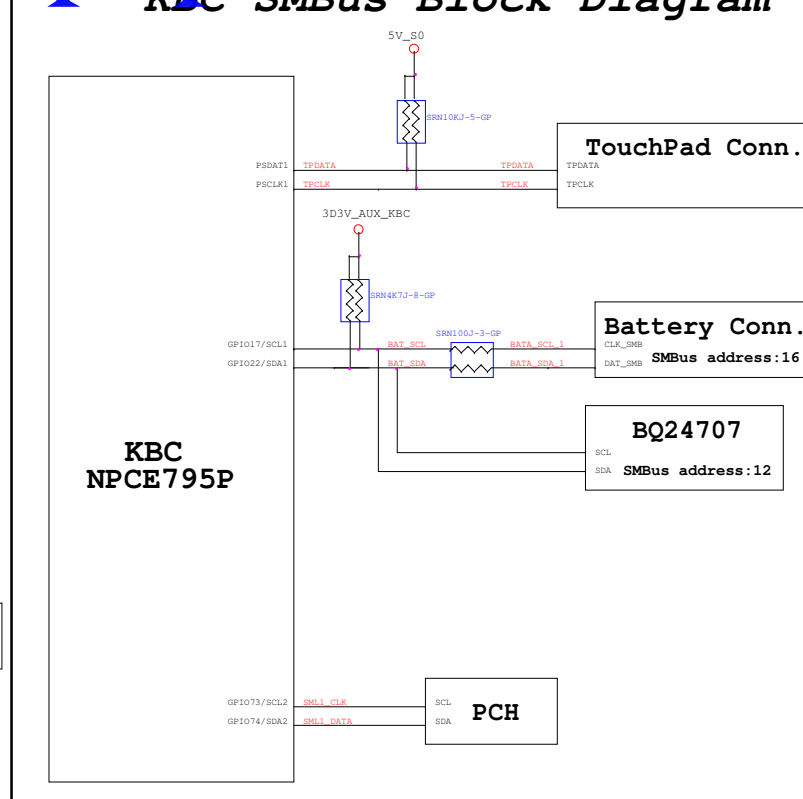 KBC SMBus Block Diagram
5V_S0
SRN10KJ-5-GP
TouchPad Conn.
PSDAT1 TPDATA TPDATA TPDATA
PSCLK1 TPCLK TPCLK TPCLK
3D3V_AUX_KBC
SRN4K7J-8-GP
SRN100J-3-GP
Battery Conn.
GPIO17/SCL1 BAT_SCL BATA_SCL_1 CLK_SMB
SMBus address:16
GPIO22/SDA1 BAT_SDA BATA_SDA_1 DAT_SMB
BQ24707
SCL
SDA SMBus address:12
KBC
NPCE795P
GPIO73/SCL2 SML1_CLK SCL
PCH
GPIO74/SDA2 SML1_DATA SDA